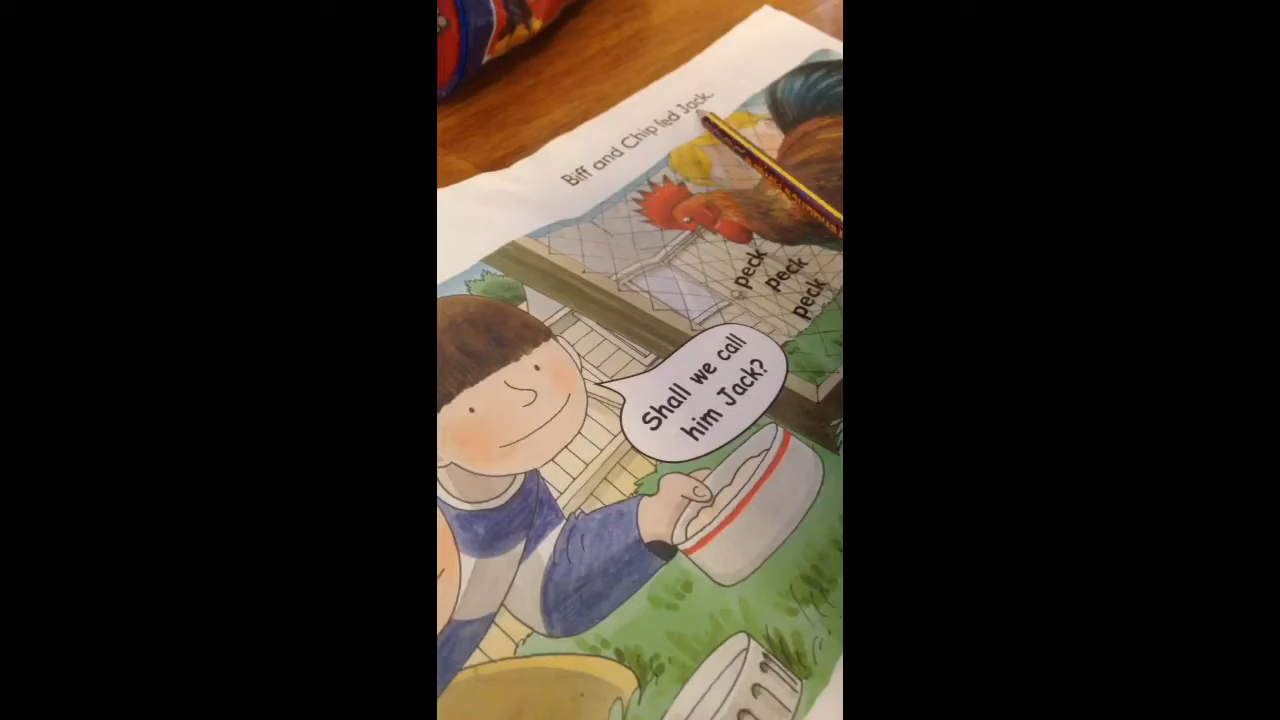 Biff and Chip fed Jack.
peck
peck
peck
Shall we call
him Jack?